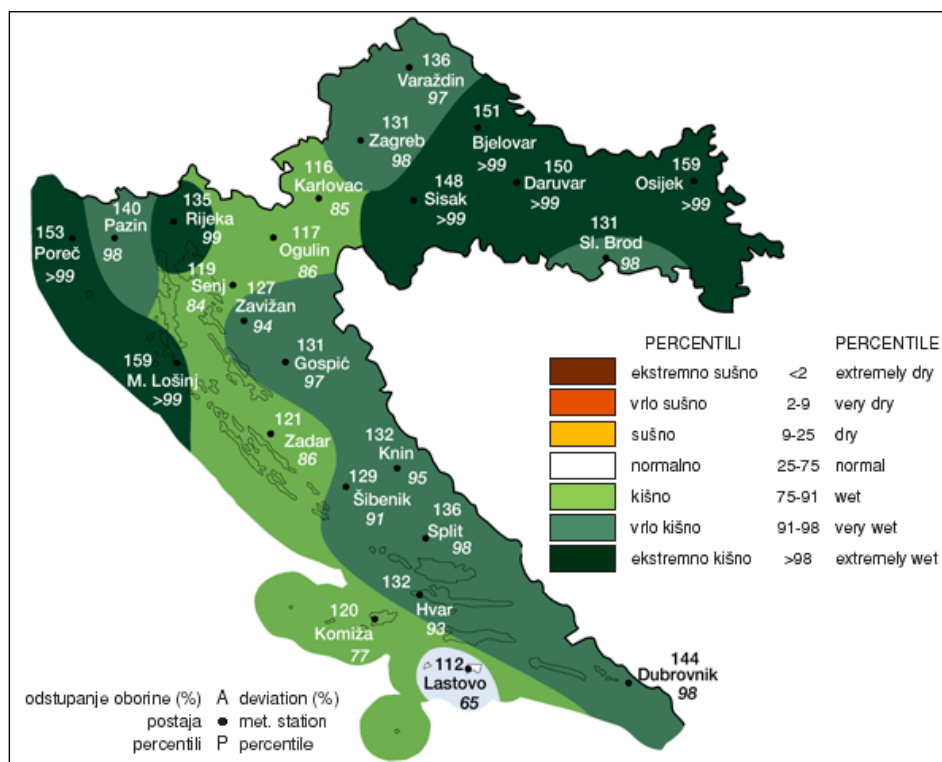 136
Varaždin
97
131
Zagreb
98
151
Bjelovar
>99
150
Daruvar
>99
159
Osijek
>99
116
Karlovac
85
148
Sisak
>99
131
Sl. Brod
98
153
Poreč
>99
140
Pazin
98
135
Rijeka
99
117
Ogulin
86
119
Senj
84
127
Zavižan
94
131
Gospić
97
159
M. Lošinj
>99
121
Zadar
86
132
Knin
95
129
Šibenik
91
136
Split
98
132
Hvar
93
120
Komiža
77
112
Lastovo
65
144
Dubrovnik
98
PERCENTILI PERCENTILE
ekstremno sušno <2 extremely dry
vrlo sušno 2-9 very dry
sušno 9-25 dry
normalno 25-75 normal
kišno 75-91 wet
vrlo kišno 91-98 very wet
ekstremno kišno >98 extremely wet
odstupanje oborine (%) A deviation (%)
postaja met. station
percentili P percentile